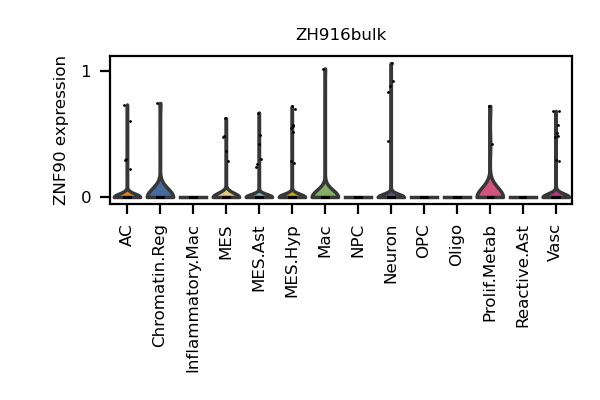 ZH916bulk
ZNF90 expression
1
0
AC
Chromatin.Reg
Inflammatory.Mac
MES
MES.Ast
MES.Hyp
Mac
NPC
Neuron
OPC
Oligo
Prolif.Metab
Reactive.Ast
Vasc